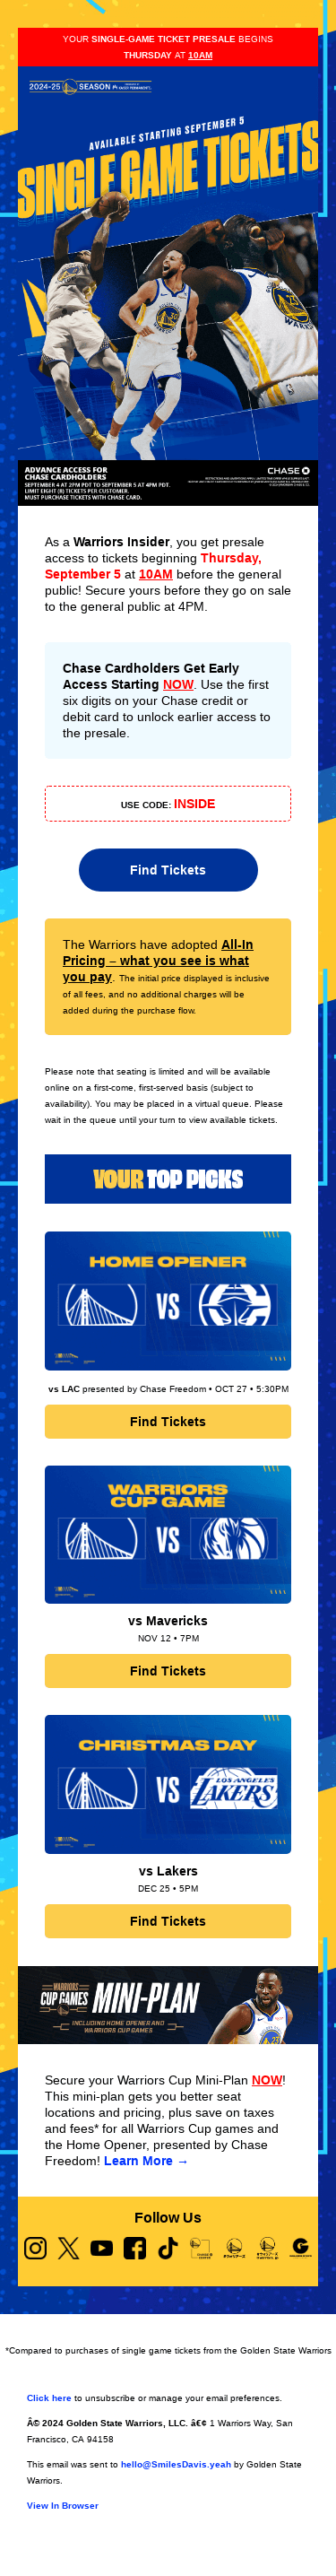 YOUR SINGLE-GAME TICKET PRESALE BEGINS
THURSDAY AT 10AM
2024-25 SEASON
AVAILABLE STARTING SEPTEMBER 5
SINGLE GAME TICKETS
ADVANCE ACCESS FOR
CHASE CARDHOLDERS
SEPTEMBER 4 AT 2PM PDT TO SEPTEMBER 5 AT 4PM PDT.
LIMIT EIGHT (8) TICKETS PER CUSTOMER.
MUST PURCHASE TICKETS WITH CHASE CARD.
CHASE
As a Warriors Insider, you get presale
access to tickets beginning Thursday,
September 5 at 10AM before the general
public! Secure yours before they go on sale
to the general public at 4PM.
Chase Cardholders Get Early
Access Starting NOW. Use the first
six digits on your Chase credit or
debit card to unlock earlier access to
the presale.
USE CODE: INSIDE
Find Tickets
The Warriors have adopted All-In
Pricing – what you see is what
you pay. The initial price displayed is inclusive
of all fees, and no additional charges will be
added during the purchase flow.
Please note that seating is limited and will be available
online on a first-come, first-served basis (subject to
availability). You may be placed in a virtual queue. Please
wait in the queue until your turn to view available tickets.
YOUR TOP PICKS
HOME OPENER
VS
vs LAC presented by Chase Freedom • OCT 27 • 5:30PM
Find Tickets
WARRIORS
CUP GAME
VS
vs Mavericks
NOV 12 • 7PM
Find Tickets
CHRISTMAS DAY
VS
LOS ANGELES
LAKERS
vs Lakers
DEC 25 • 5PM
Find Tickets
WARRIORS
CUP GAMES
MINI-PLAN
INCLUDING HOME OPENER AND
WARRIORS CUP GAMES
Secure your Warriors Cup Mini-Plan NOW!
This mini-plan gets you better seat
locations and pricing, plus save on taxes
and fees* for all Warriors Cup games and
the Home Opener, presented by Chase
Freedom! Learn More →
Follow Us
*Compared to purchases of single game tickets from the Golden State Warriors
Click here to unsubscribe or manage your email preferences.
Â© 2024 Golden State Warriors, LLC. â€¢ 1 Warriors Way, San
Francisco, CA 94158
This email was sent to hello@SmilesDavis.yeah by Golden State
Warriors.
View In Browser